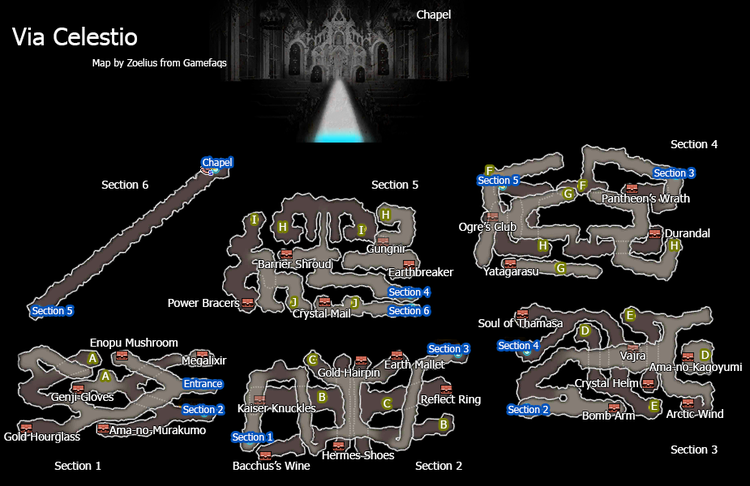 Chapel
Via Celestio
Map by Zoelius from Gamefaqs
Section 4
Chapel
Section 6
Section 5
F
Section 5
Section 3
F
G
Pantheon's Wrath
I
H
I
H
Ogre's Club
Durandal
Gungnir
H
H
Barrier Shroud
Earthbreaker
Yatagarasu
G
Section 4
Section 5
Power Bracers
J
Crystal Mail
J
Section 6
Soul of Thamasa
E
D
Enopu Mushroom
Section 3
Section 4
A
Megalixir
C
Gold Hairpin
Earth Mallet
Vajra
D
Ama-no-Kagoyumi
A
Entrance
Crystal Helm
Genji-Gloves
B
C
Reflect Ring
Kaiser Knuckles
Section 2
Section 2
Bomb Arm
E
Arctic Wind
Gold Hourglass
Ama-no-Murakumo
Section 1
B
Hermes-Shoes
Bacchus's Wine
Section 3
Section 1
Section 2